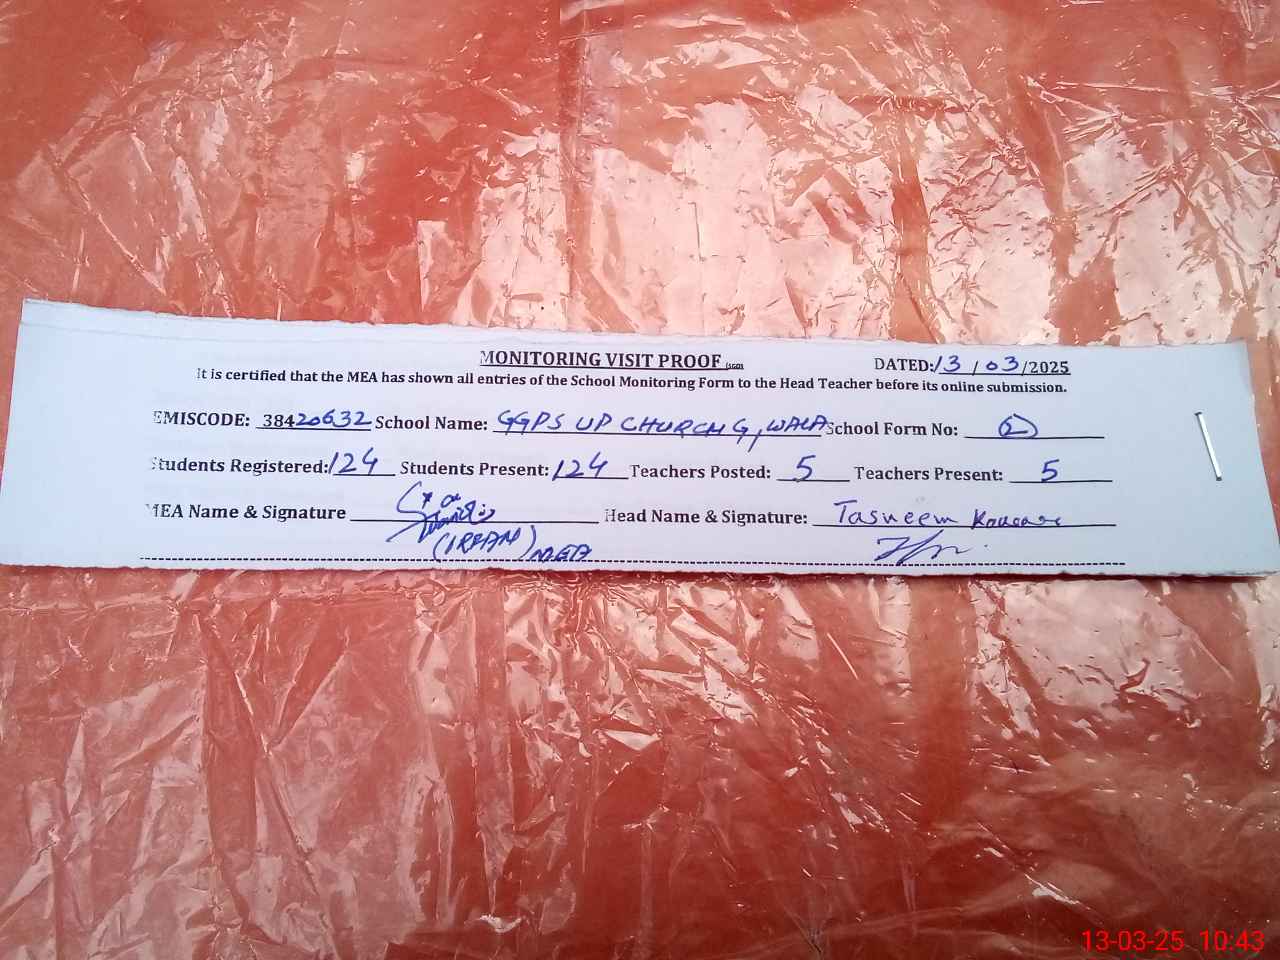 MONITORING VISIT PROOF (SGD) DATED: 13 / 03 /2025
It is certified that the MEA has shown all entries of the School Monitoring Form to the Head Teacher before its online submission.
EMISCODE: 38420632 School Name: GGPS UP CHURCH G, WALA School Form No: 2
Students Registered: 124 Students Present: 124 Teachers Posted: 5 Teachers Present: 5
MEA Name & Signature Head Name & Signature: Tasneem Kousar
(IRFAN) MEA
13-03-25 10:43